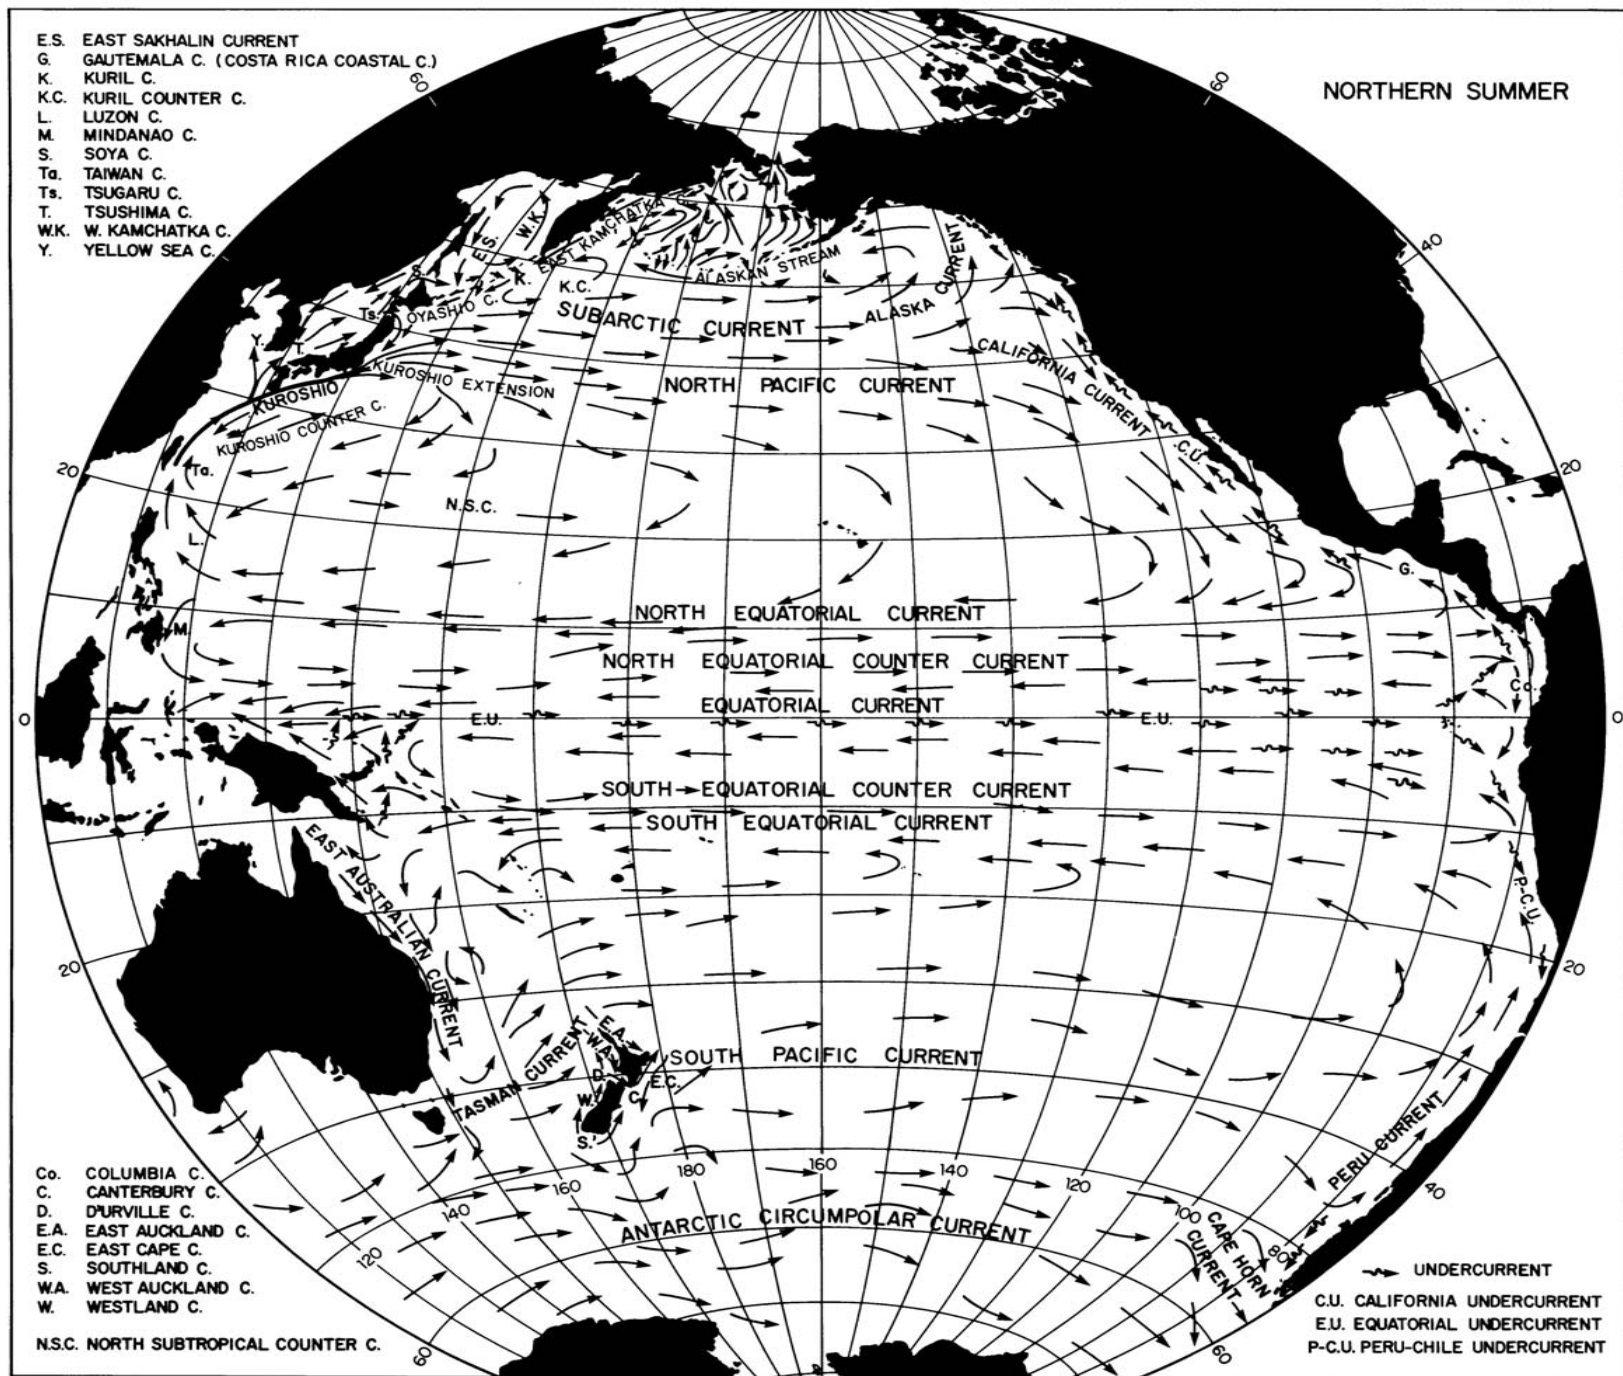 E.S. EAST SAKHALIN CURRENT
G. GAUTEMALA C. (COSTA RICA COASTAL C.)
K. KURIL C.
K.C. KURIL COUNTER C.
L. LUZON C.
M. MINDANAO C.
S. SOYA C.
Ta. TAIWAN C.
Ts. TSUGARU C.
T. TSUSHIMA C.
W.K. W. KAMCHATKA C.
Y. YELLOW SEA C.
NORTHERN SUMMER
60
60
40
20
20
0
0
20
20
40
60
60
W.K.
E.S.
S.
EAST KAMCHATKA C.
K.
K.C.
ALASKAN STREAM
ALASKA CURRENT
Ts.
OYASHIO C.
SUBARCTIC CURRENT
Y.
T.
KUROSHIO
KUROSHIO EXTENSION
KUROSHIO COUNTER C.
NORTH PACIFIC CURRENT
CALIFORNIA CURRENT
C.U.
Ta.
N.S.C.
L.
G.
M.
NORTH EQUATORIAL CURRENT
NORTH EQUATORIAL COUNTER CURRENT
Co.
EQUATORIAL CURRENT
E.U.
E.U.
SOUTH EQUATORIAL COUNTER CURRENT
SOUTH EQUATORIAL CURRENT
EAST AUSTRALIAN CURRENT
P-C.U.
TASMAN CURRENT
E.A.
W.A.
D.
E.C.
W.
C.
S.
SOUTH PACIFIC CURRENT
PERU CURRENT
120
140
160
180
160
140
120
100
80
ANTARCTIC CIRCUMPOLAR CURRENT
CAPE HORN CURRENT
Co. COLUMBIA C.
C. CANTERBURY C.
D. D'URVILLE C.
E.A. EAST AUCKLAND C.
E.C. EAST CAPE C.
S. SOUTHLAND C.
W.A. WEST AUCKLAND C.
W. WESTLAND C.
N.S.C. NORTH SUBTROPICAL COUNTER C.
UNDERCURRENT
C.U. CALIFORNIA UNDERCURRENT
E.U. EQUATORIAL UNDERCURRENT
P-C.U. PERU-CHILE UNDERCURRENT